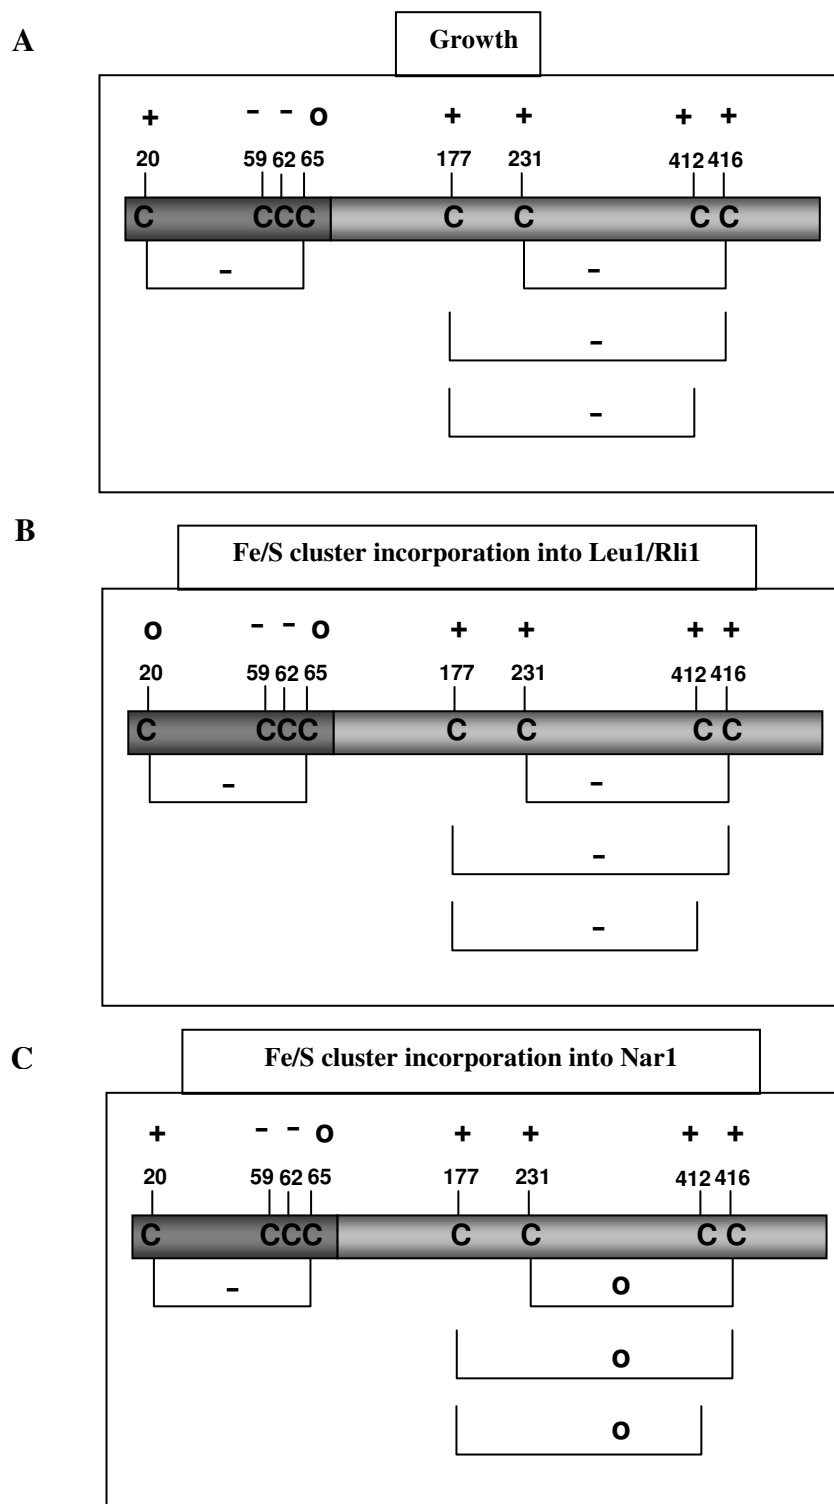 A
Growth
+ - - o + + + +
20 59 62 65 177 231 412 416
C CCC C C C C
- -
-
-
B
Fe/S cluster incorporation into Leu1/Rli1
o - - o + + + +
20 59 62 65 177 231 412 416
C CCC C C C C
- -
-
-
C
Fe/S cluster incorporation into Nar1
+ - - o + + + +
20 59 62 65 177 231 412 416
C CCC C C C C
- o
o
o